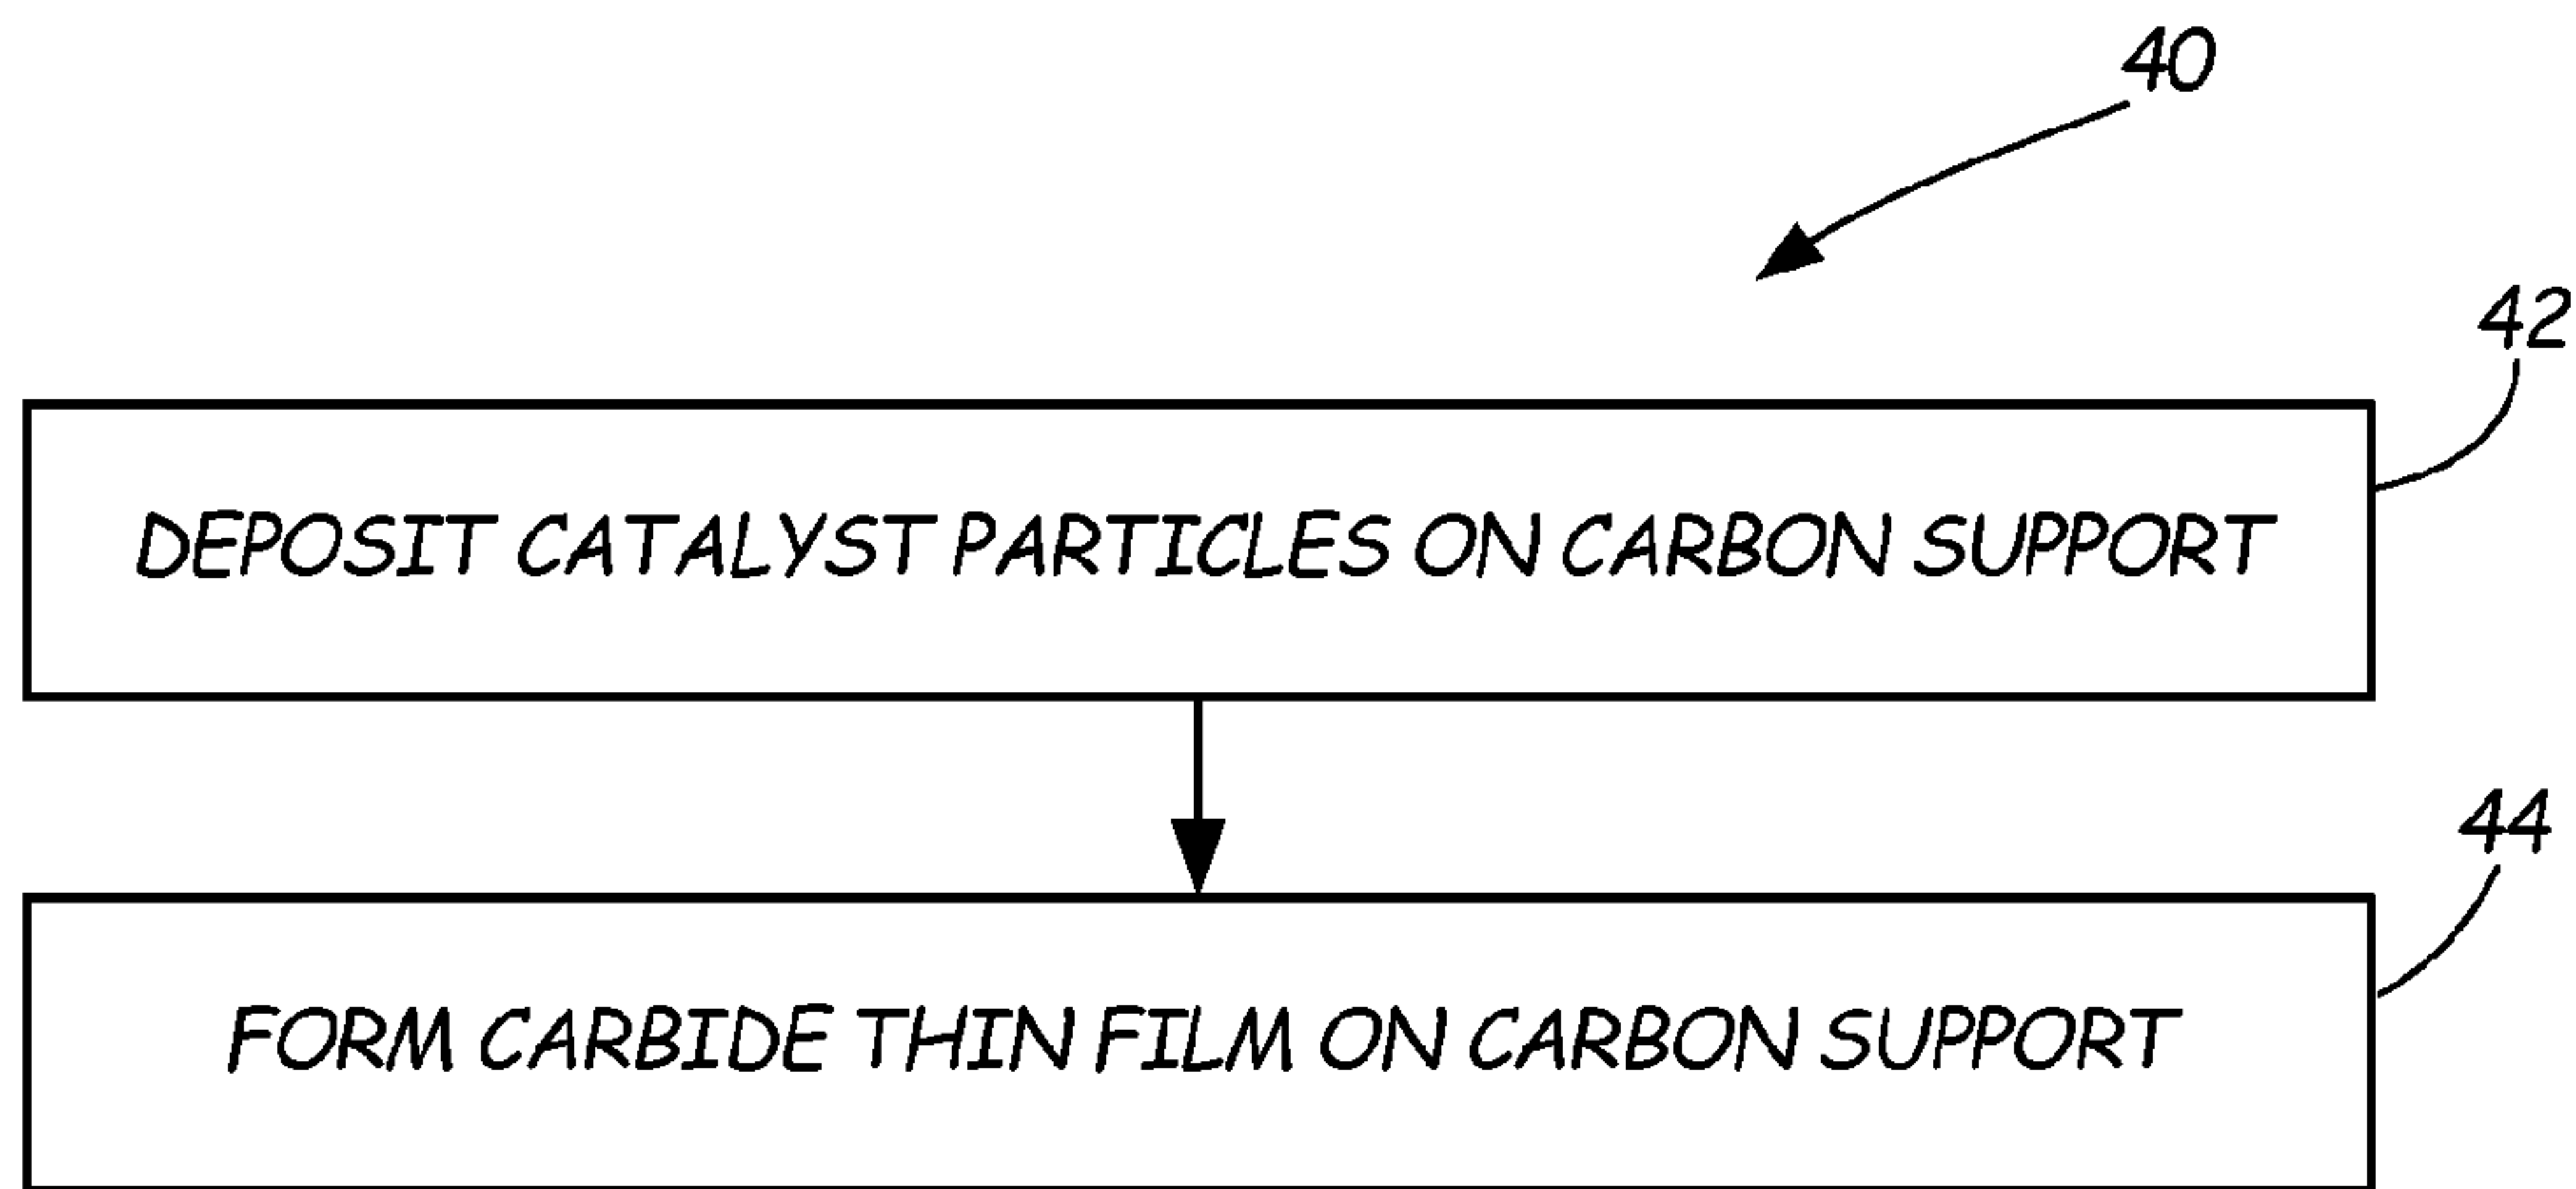 40
42
DEPOSIT CATALYST PARTICLES ON CARBON SUPPORT
44
FORM CARBIDE THIN FILM ON CARBON SUPPORT